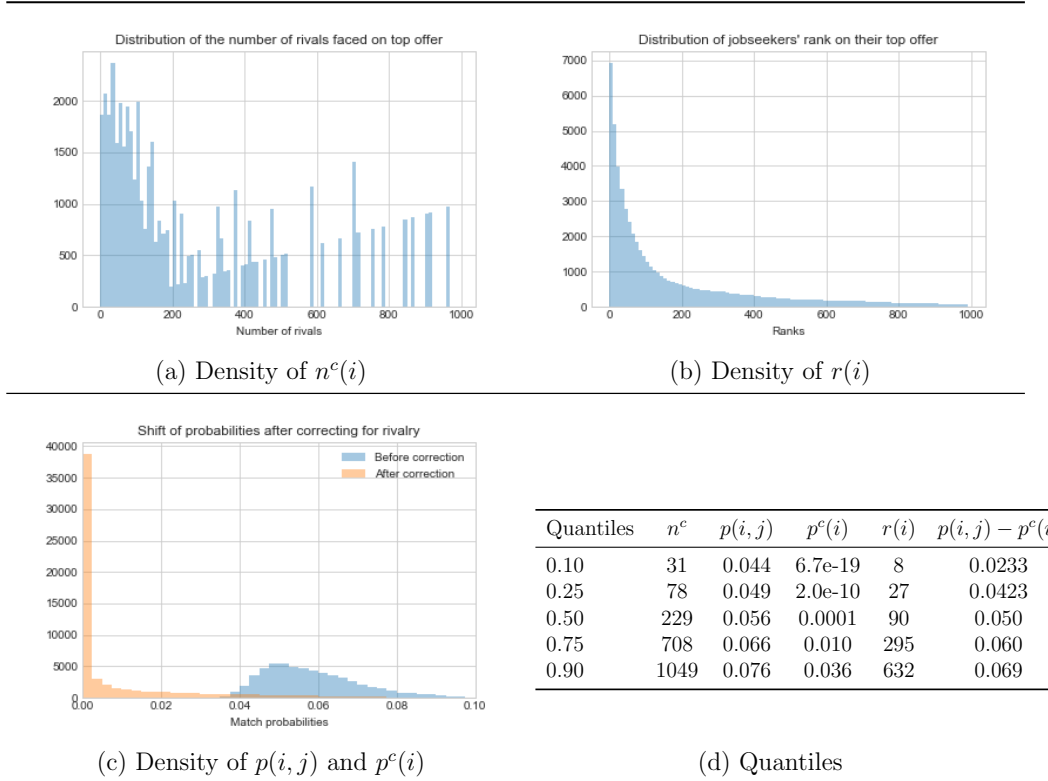 Distribution of the number of rivals faced on top offer
2000
1500
1000
500
0
0 200 400 600 800 1000
Number of rivals
(a) Density of n^c(i)
Distribution of jobseekers' rank on their top offer
7000
6000
5000
4000
3000
2000
1000
0
0 200 400 600 800 1000
Ranks
(b) Density of r(i)
Shift of probabilities after correcting for rivalry
Before correction
After correction
40000
35000
30000
25000
20000
15000
10000
5000
0
0.00 0.02 0.04 0.06 0.08 0.10
Match probabilities
(c) Density of p(i, j) and p^c(i)
Quantiles n^c p(i, j) p^c(i) r(i) p(i, j) − p^c(i
0.10 31 0.044 6.7e-19 8 0.0233
0.25 78 0.049 2.0e-10 27 0.0423
0.50 229 0.056 0.0001 90 0.050
0.75 708 0.066 0.010 295 0.060
0.90 1049 0.076 0.036 632 0.069
(d) Quantiles